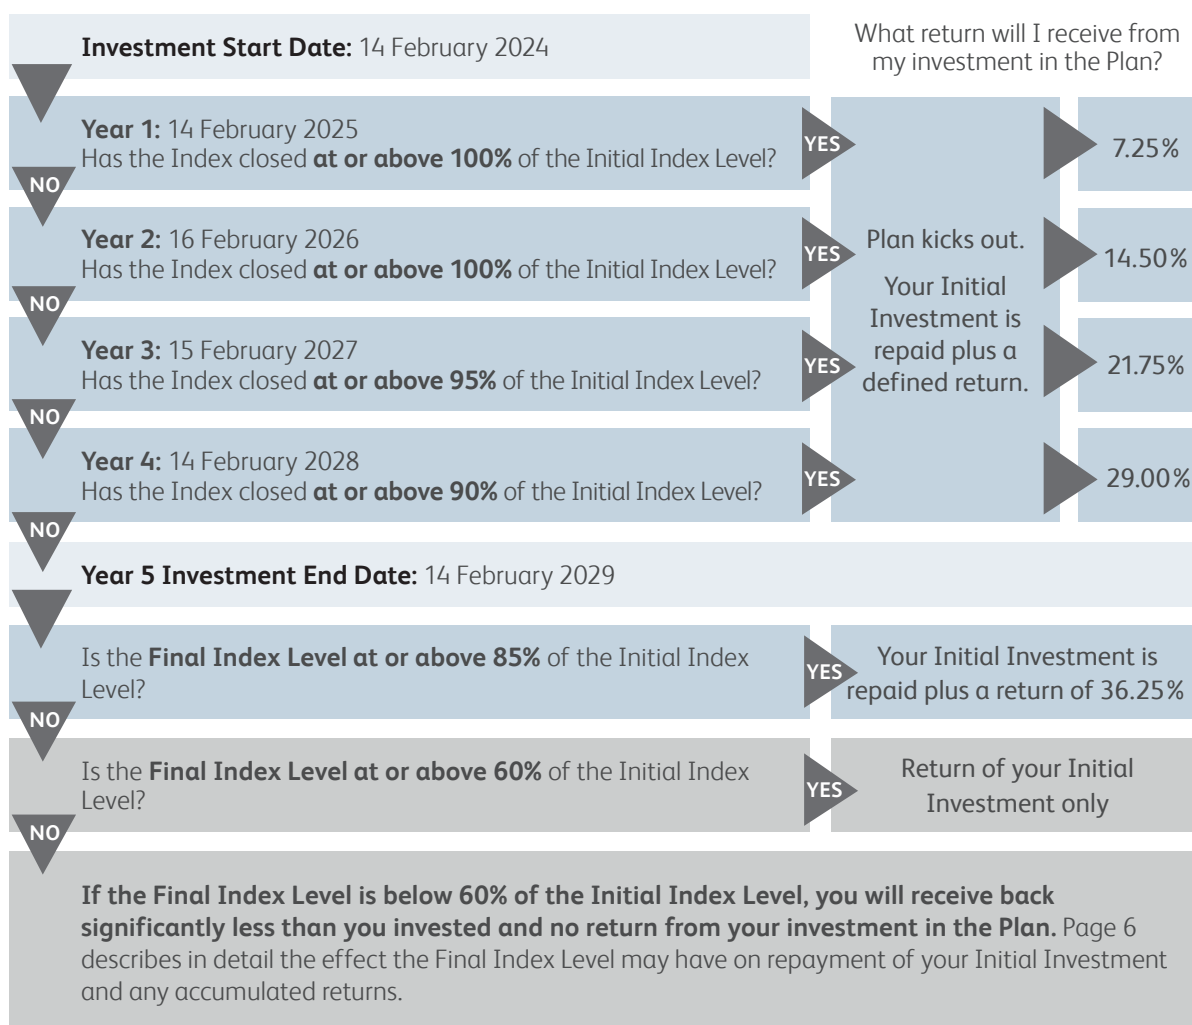 Investment Start Date: 14 February 2024
What return will I receive from
my investment in the Plan?
Year 1: 14 February 2025
Has the Index closed at or above 100% of the Initial Index Level?
YES
7.25%
NO
Year 2: 16 February 2026
Has the Index closed at or above 100% of the Initial Index Level?
YES
Plan kicks out.
Your Initial
Investment is
repaid plus a
defined return.
14.50%
NO
Year 3: 15 February 2027
Has the Index closed at or above 95% of the Initial Index Level?
YES
21.75%
NO
Year 4: 14 February 2028
Has the Index closed at or above 90% of the Initial Index Level?
YES
29.00%
NO
Year 5 Investment End Date: 14 February 2029
Is the Final Index Level at or above 85% of the Initial Index
Level?
YES
Your Initial Investment is
repaid plus a return of 36.25%
NO
Is the Final Index Level at or above 60% of the Initial Index
Level?
YES
Return of your Initial
Investment only
NO
If the Final Index Level is below 60% of the Initial Index Level, you will receive back
significantly less than you invested and no return from your investment in the Plan. Page 6
describes in detail the effect the Final Index Level may have on repayment of your Initial Investment
and any accumulated returns.